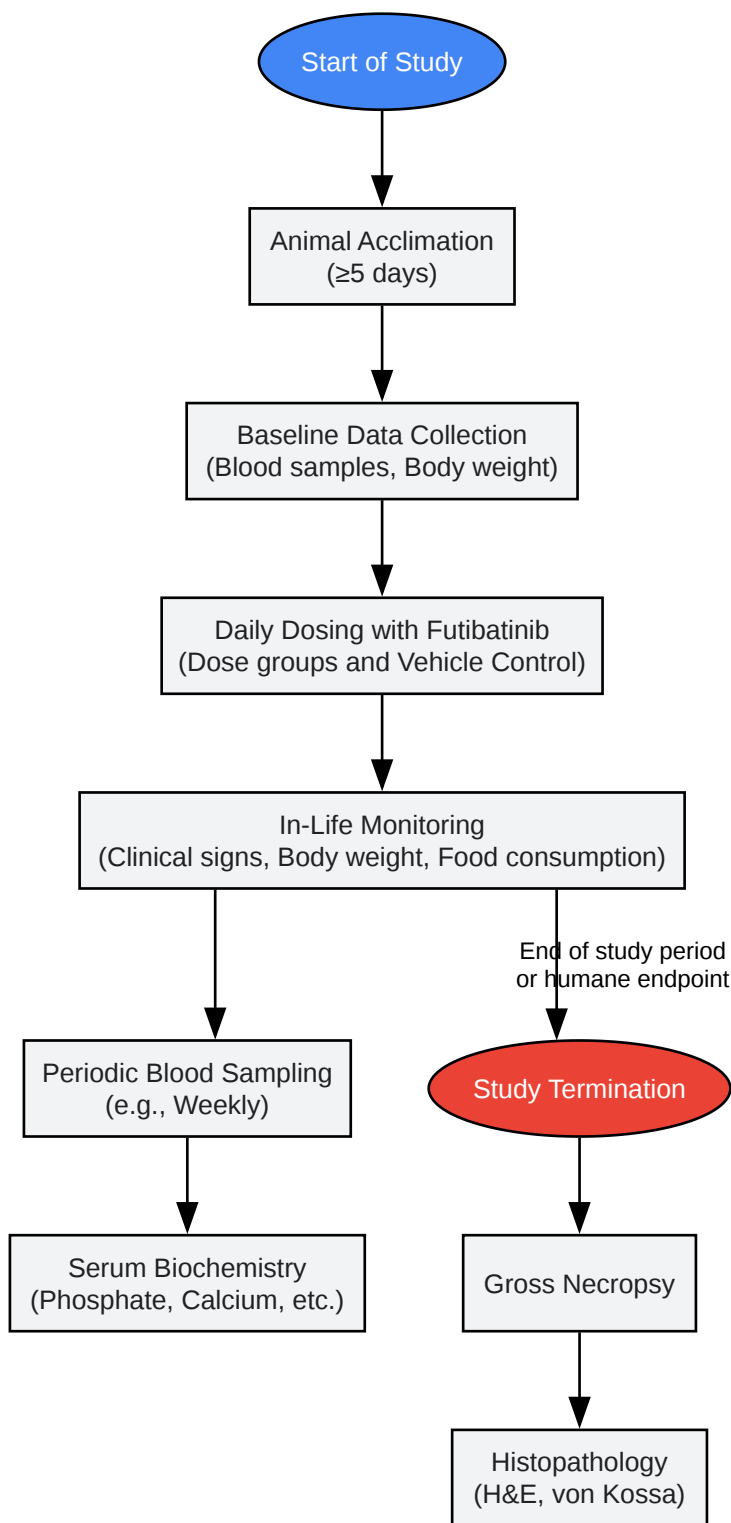 Start of Study
Animal Acclimation
(≥5 days)
Baseline Data Collection
(Blood samples, Body weight)
Daily Dosing with Futibatinib
(Dose groups and Vehicle Control)
In-Life Monitoring
(Clinical signs, Body weight, Food consumption)
End of study period
or humane endpoint
Periodic Blood Sampling
(e.g., Weekly)
Study Termination
Serum Biochemistry
(Phosphate, Calcium, etc.)
Gross Necropsy
Histopathology
(H&E, von Kossa)